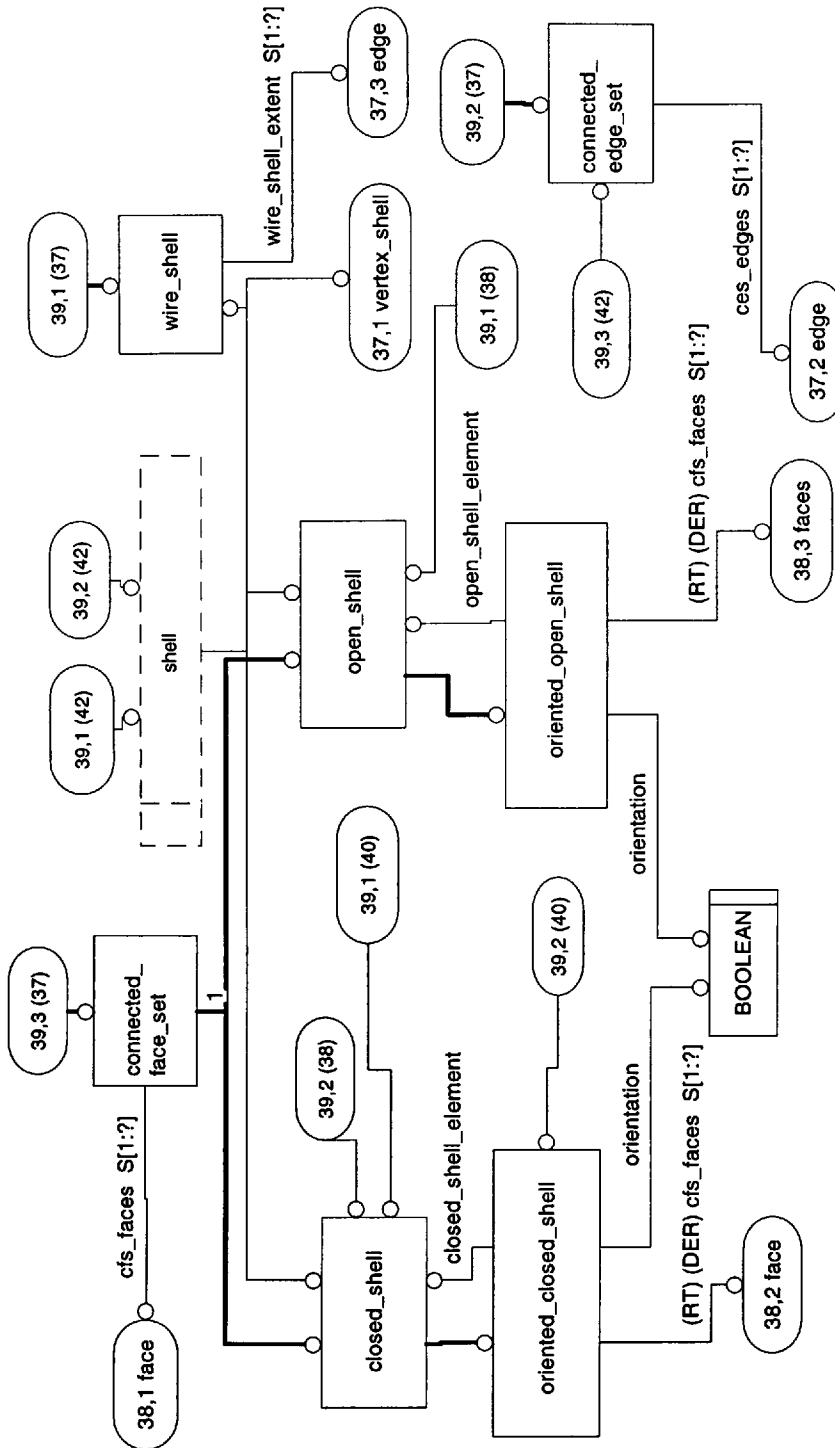 39,3 (37)
39,1 (42)
39,2 (42)
39,1 (37)
cfs_faces S[1:?]
connected_
face_set
1
shell
wire_shell
wire_shell_extent S[1:?]
38,1 face
37,3 edge
39,2 (38)
39,1 (40)
37,1 vertex_shell
closed_shell
open_shell
39,1 (38)
39,2 (37)
closed_shell_element
open_shell_element
39,3 (42)
connected_
edge_set
oriented_closed_shell
39,2 (40)
oriented_open_shell
ces_edges S[1:?]
orientation
orientation
(RT) (DER) cfs_faces S[1:?]
(RT) (DER) cfs_faces S[1:?]
38,2 face
BOOLEAN
38,3 faces
37,2 edge